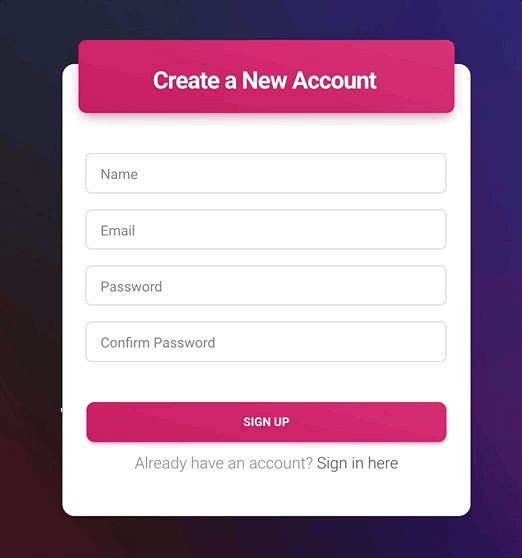 Create a New Account
Name
Email
Password
Confirm Password
SIGN UP
Already have an account? Sign in here